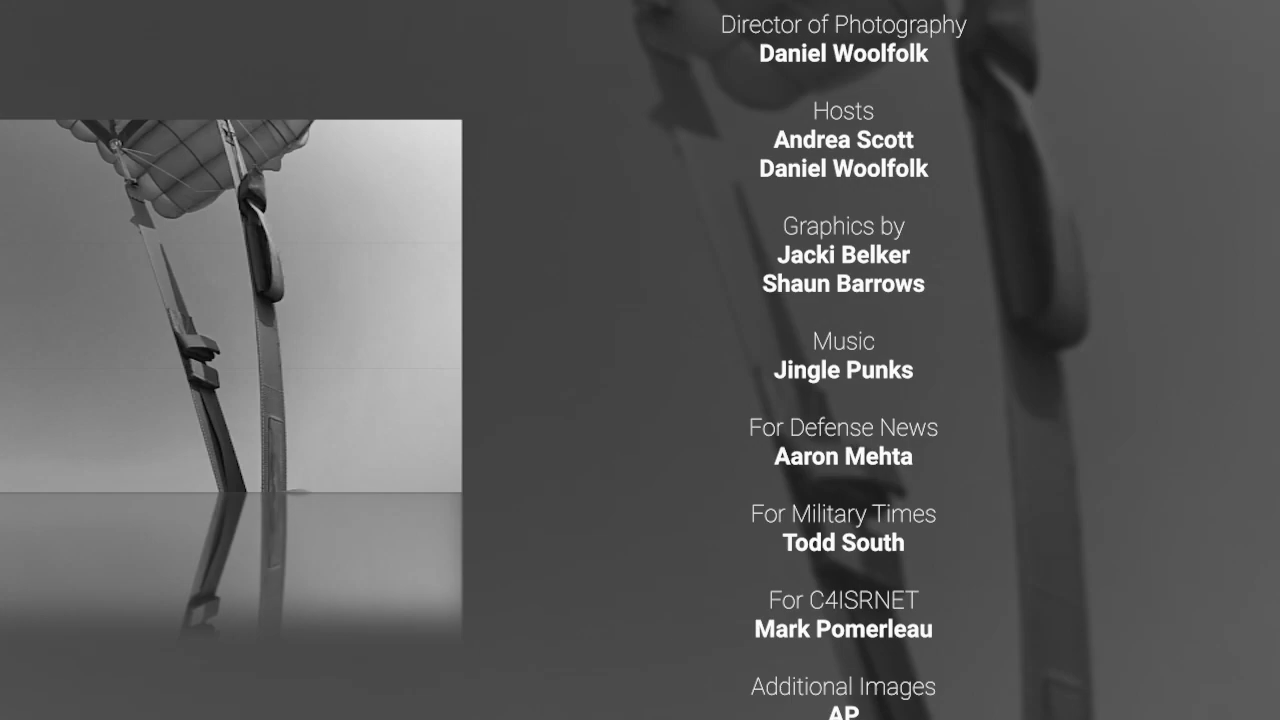 Director of Photography
Daniel Woolfolk
Hosts
Andrea Scott
Daniel Woolfolk
Graphics by
Jacki Belker
Shaun Barrows
Music
Jingle Punks
For Defense News
Aaron Mehta
For Military Times
Todd South
For C4ISRNET
Mark Pomerleau
Additional Images
AP